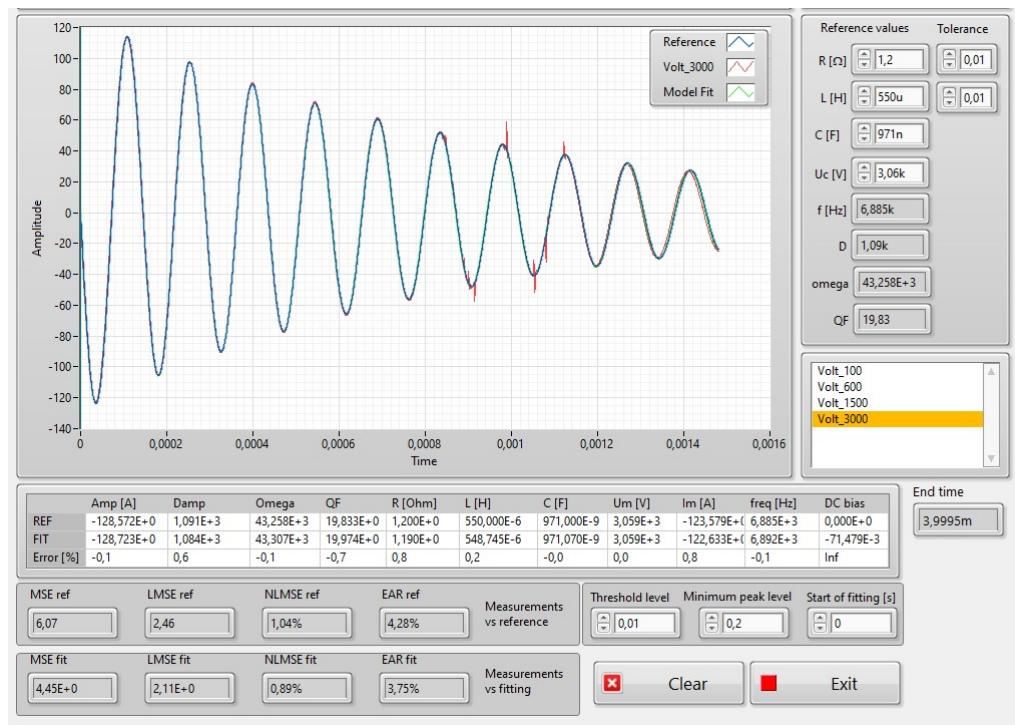 120
100
80
60
40
20
0
-20
-40
-60
-80
-100
-120
-140
Amplitude
0
0,0002
0,0004
0,0006
0,0008
0,001
0,0012
0,0014
0,0016
Time
Reference
Volt_3000
Model Fit
Reference values Tolerance
R [Ω] 1,2 0,01
L [H] 550u 0,01
C [F] 971n
Uc [V] 3,06k
f [Hz] 6,885k
D 1,09k
omega 43,258E+3
QF 19,83
Volt_100
Volt_600
Volt_1500
Volt_3000
Amp [A] Damp Omega QF R [Ohm] L [H] C [F] Um [V] Im [A] freq [Hz] DC bias
REF -128,572E+0 1,091E+3 43,258E+3 19,833E+0 1,200E+0 550,000E-6 971,000E-9 3,059E+3 -123,579E+( 6,885E+3 0,000E+0
FIT -128,723E+0 1,084E+3 43,307E+3 19,974E+0 1,190E+0 548,745E-6 971,070E-9 3,059E+3 -122,633E+( 6,892E+3 -71,479E-3
Error [%] -0,1 0,6 -0,1 -0,7 0,8 0,2 -0,0 0,0 0,8 -0,1 Inf
End time
3,9995m
MSE ref LMSE ref NLMSE ref EAR ref
6,07 2,46 1,04% 4,28%
Measurements
vs reference
Threshold level Minimum peak level Start of fitting [s]
0,01 0,2 0
MSE fit LMSE fit NLMSE fit EAR fit
4,45E+0 2,11E+0 0,89% 3,75%
Measurements
vs fitting
Clear
Exit